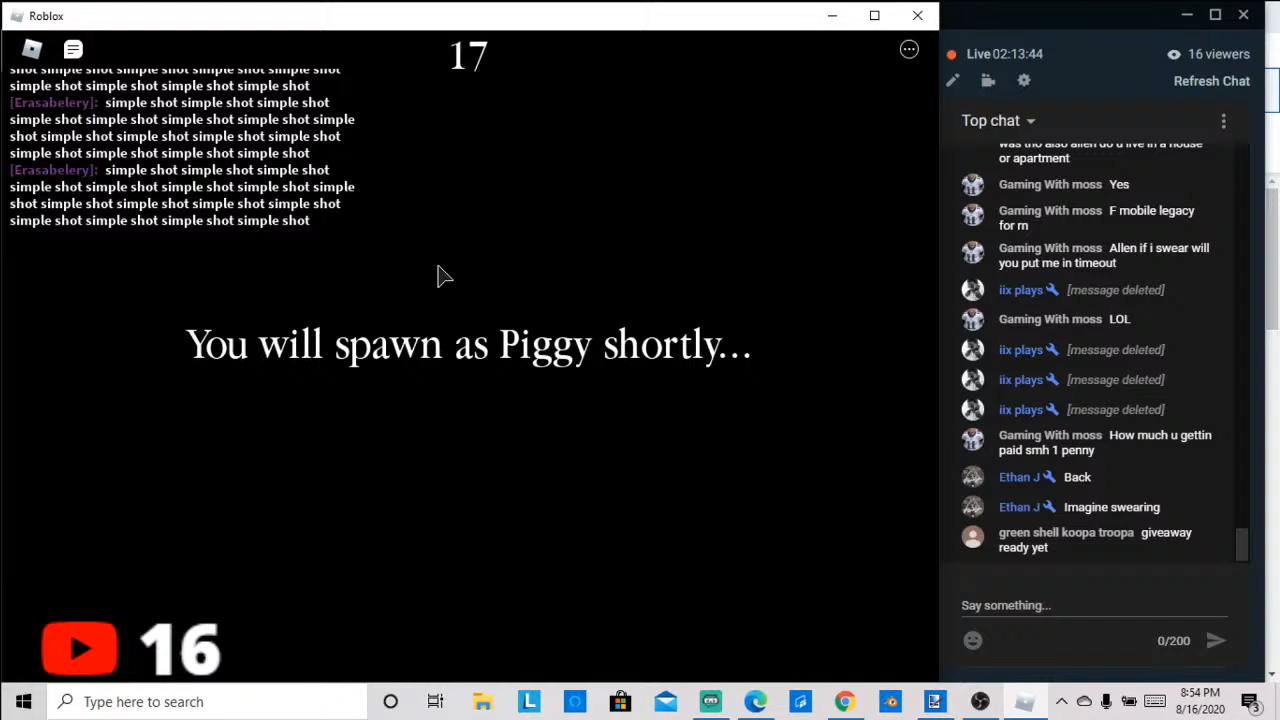 Roblox
17
shot simple shot simple shot simple shot simple shot
simple shot simple shot simple shot simple shot
[Erasabelery]: simple shot simple shot simple shot
simple shot simple shot simple shot simple shot simple
shot simple shot simple shot simple shot simple shot
simple shot simple shot simple shot simple shot
[Erasabelery]: simple shot simple shot simple shot
simple shot simple shot simple shot simple shot simple
shot simple shot simple shot simple shot simple shot
simple shot simple shot simple shot simple shot
You will spawn as Piggy shortly...
16
Live 02:13:44
16 viewers
Refresh Chat
Top chat
was tho also allen do u live in a house
or apartment
Gaming With moss Yes
Gaming With moss F mobile legacy
for rn
Gaming With moss Allen if i swear will
you put me in timeout
iix plays [message deleted]
Gaming With moss LOL
iix plays [message deleted]
iix plays [message deleted]
iix plays [message deleted]
Gaming With moss How much u gettin
paid smh 1 penny
Ethan J Back
Ethan J Imagine swearing
green shell koopa troopa giveaway
ready yet
Say something...
0/200
Type here to search
L
8:54 PM
8/16/2020
3